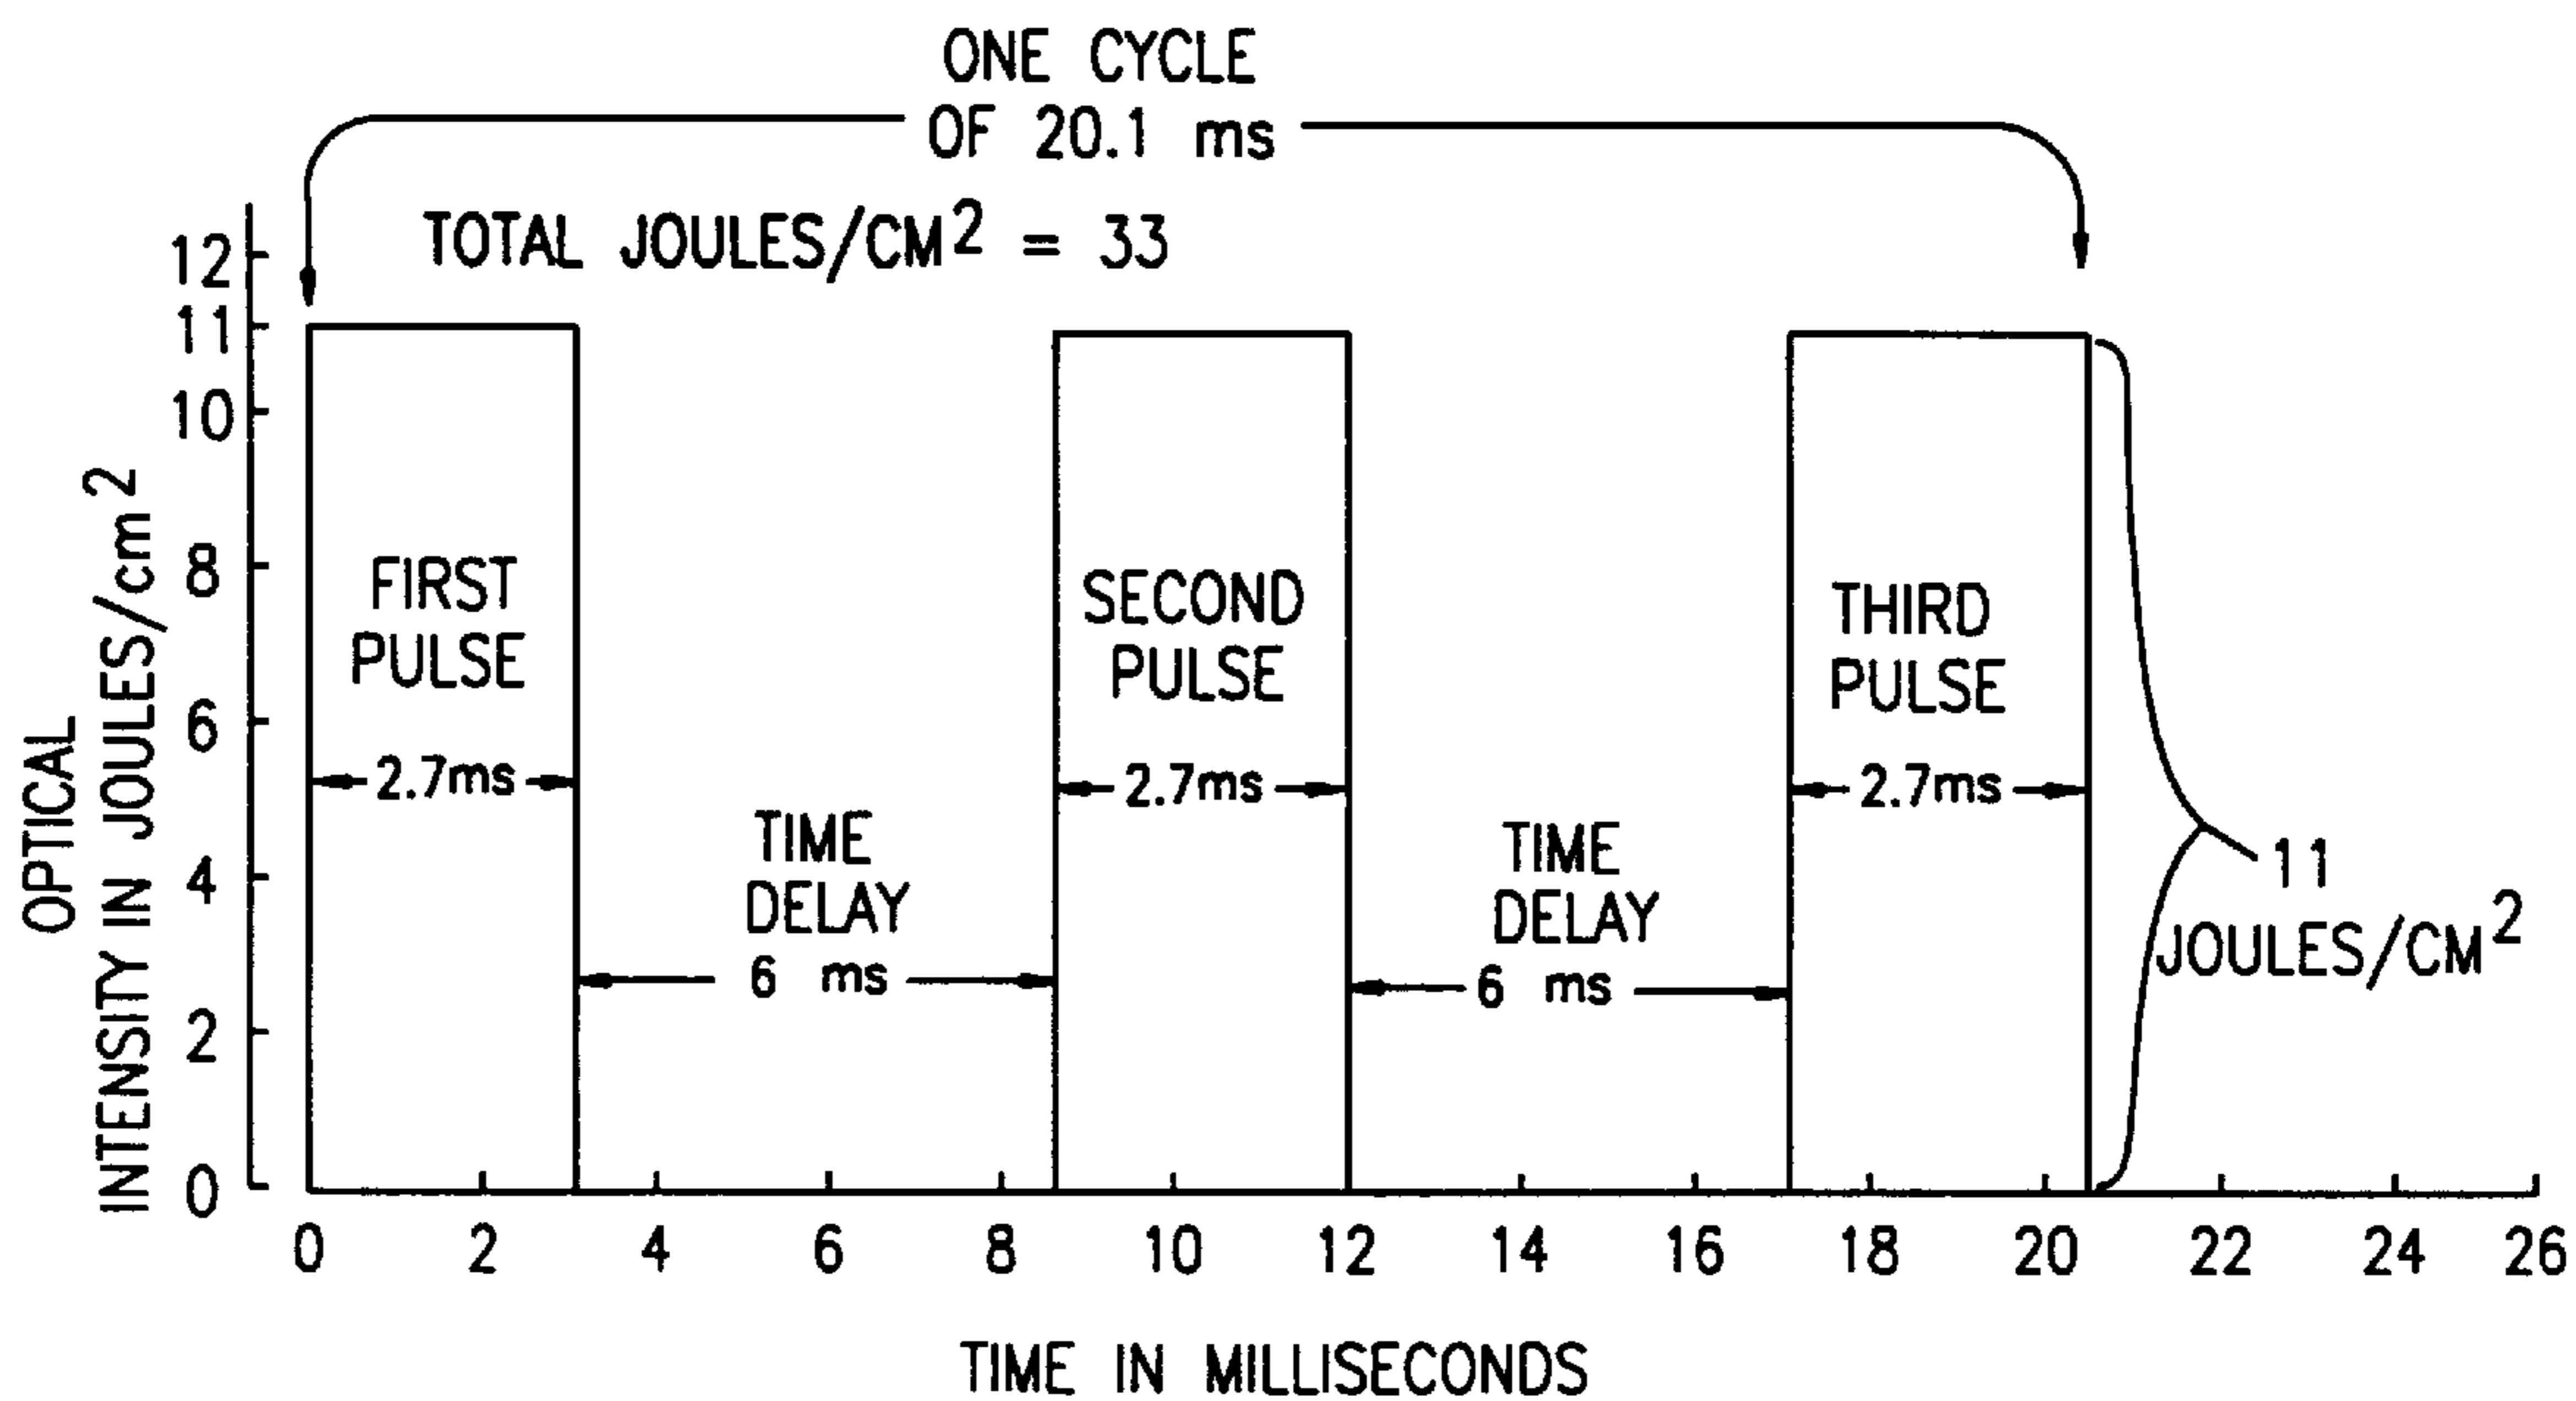 ONE CYCLE
OF 20.1 ms
TOTAL JOULES/CM2 = 33
12
11
10
8
6
4
2
0
OPTICAL
INTENSITY IN JOULES/cm2
FIRST
PULSE
2.7ms
TIME
DELAY
6 ms
SECOND
PULSE
2.7ms
TIME
DELAY
6 ms
THIRD
PULSE
2.7ms
11
JOULES/CM2
0 2 4 6 8 10 12 14 16 18 20 22 24 26
TIME IN MILLISECONDS